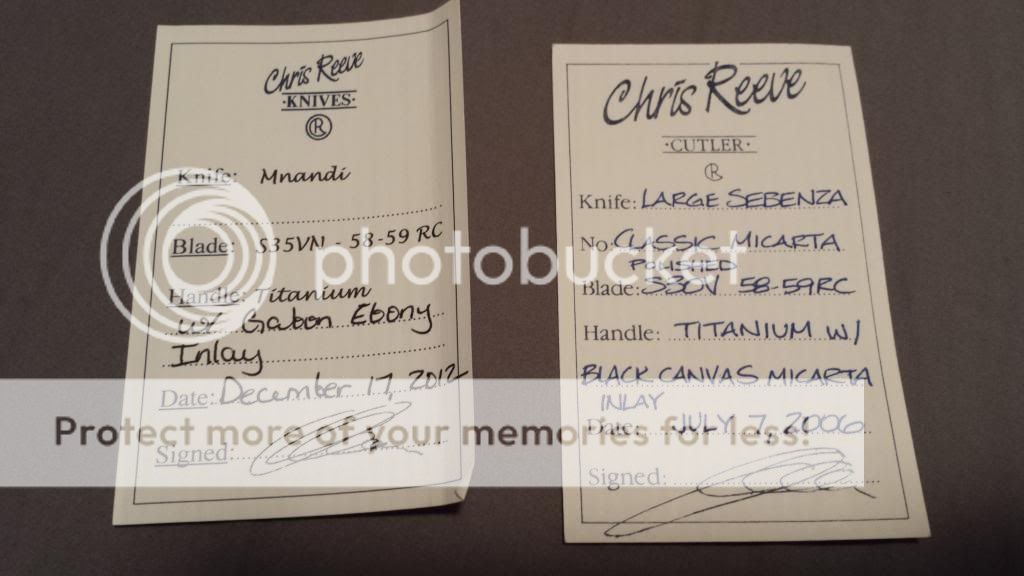 Chris Reeve
·KNIVES·
®
Knife: Mnandi
Blade: S35VN - 58-59 RC
Handle: Titanium
w/ Gabon Ebony
Inlay
Date: December 17, 2012
Signed:
Chris Reeve
·CUTLER·
®
Knife: LARGE SEBENZA
No: CLASSIC MICARTA
POLISHED
Blade: S30V 58-59RC
Handle: TITANIUM W/
BLACK CANVAS MICARTA
INLAY
Date: JULY 7, 2006
Signed:
photobucket
Protect more of your memories for less!